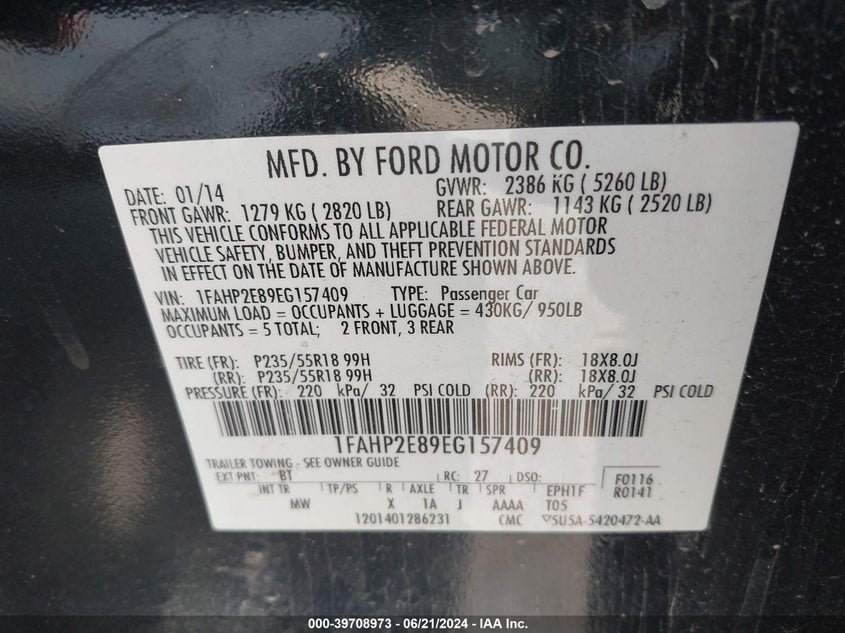 MFD. BY FORD MOTOR CO.
DATE: 01/14 GVWR: 2386 KG ( 5260 LB)
FRONT GAWR: 1279 KG ( 2820 LB) REAR GAWR: 1143 KG ( 2520 LB)
THIS VEHICLE CONFORMS TO ALL APPLICABLE FEDERAL MOTOR
VEHICLE SAFETY, BUMPER, AND THEFT PREVENTION STANDARDS
IN EFFECT ON THE DATE OF MANUFACTURE SHOWN ABOVE.
VIN: 1FAHP2E89EG157409 TYPE: Passenger Car
MAXIMUM LOAD = OCCUPANTS + LUGGAGE = 430KG/ 950LB
OCCUPANTS = 5 TOTAL; 2 FRONT, 3 REAR
TIRE (FR): P235/55R18 99H RIMS (FR): 18X8.0J
(RR): P235/55R18 99H (RR): 18X8.0J
PRESSURE (FR): 220 kPa/ 32 PSI COLD (RR): 220 kPa/ 32 PSI COLD
1FAHP2E89EG157409
TRAILER TOWING - SEE OWNER GUIDE
EXT PNT: BT RC: 27 DSO: F0116
INT TR TP/PS R AXLE TR SPR EPH1F R0141
MW X 1A J AAAA T05
1201401286231 CMC 5U5A-5420472-AA
000-39708973 - 06/21/2024 - IAA Inc.